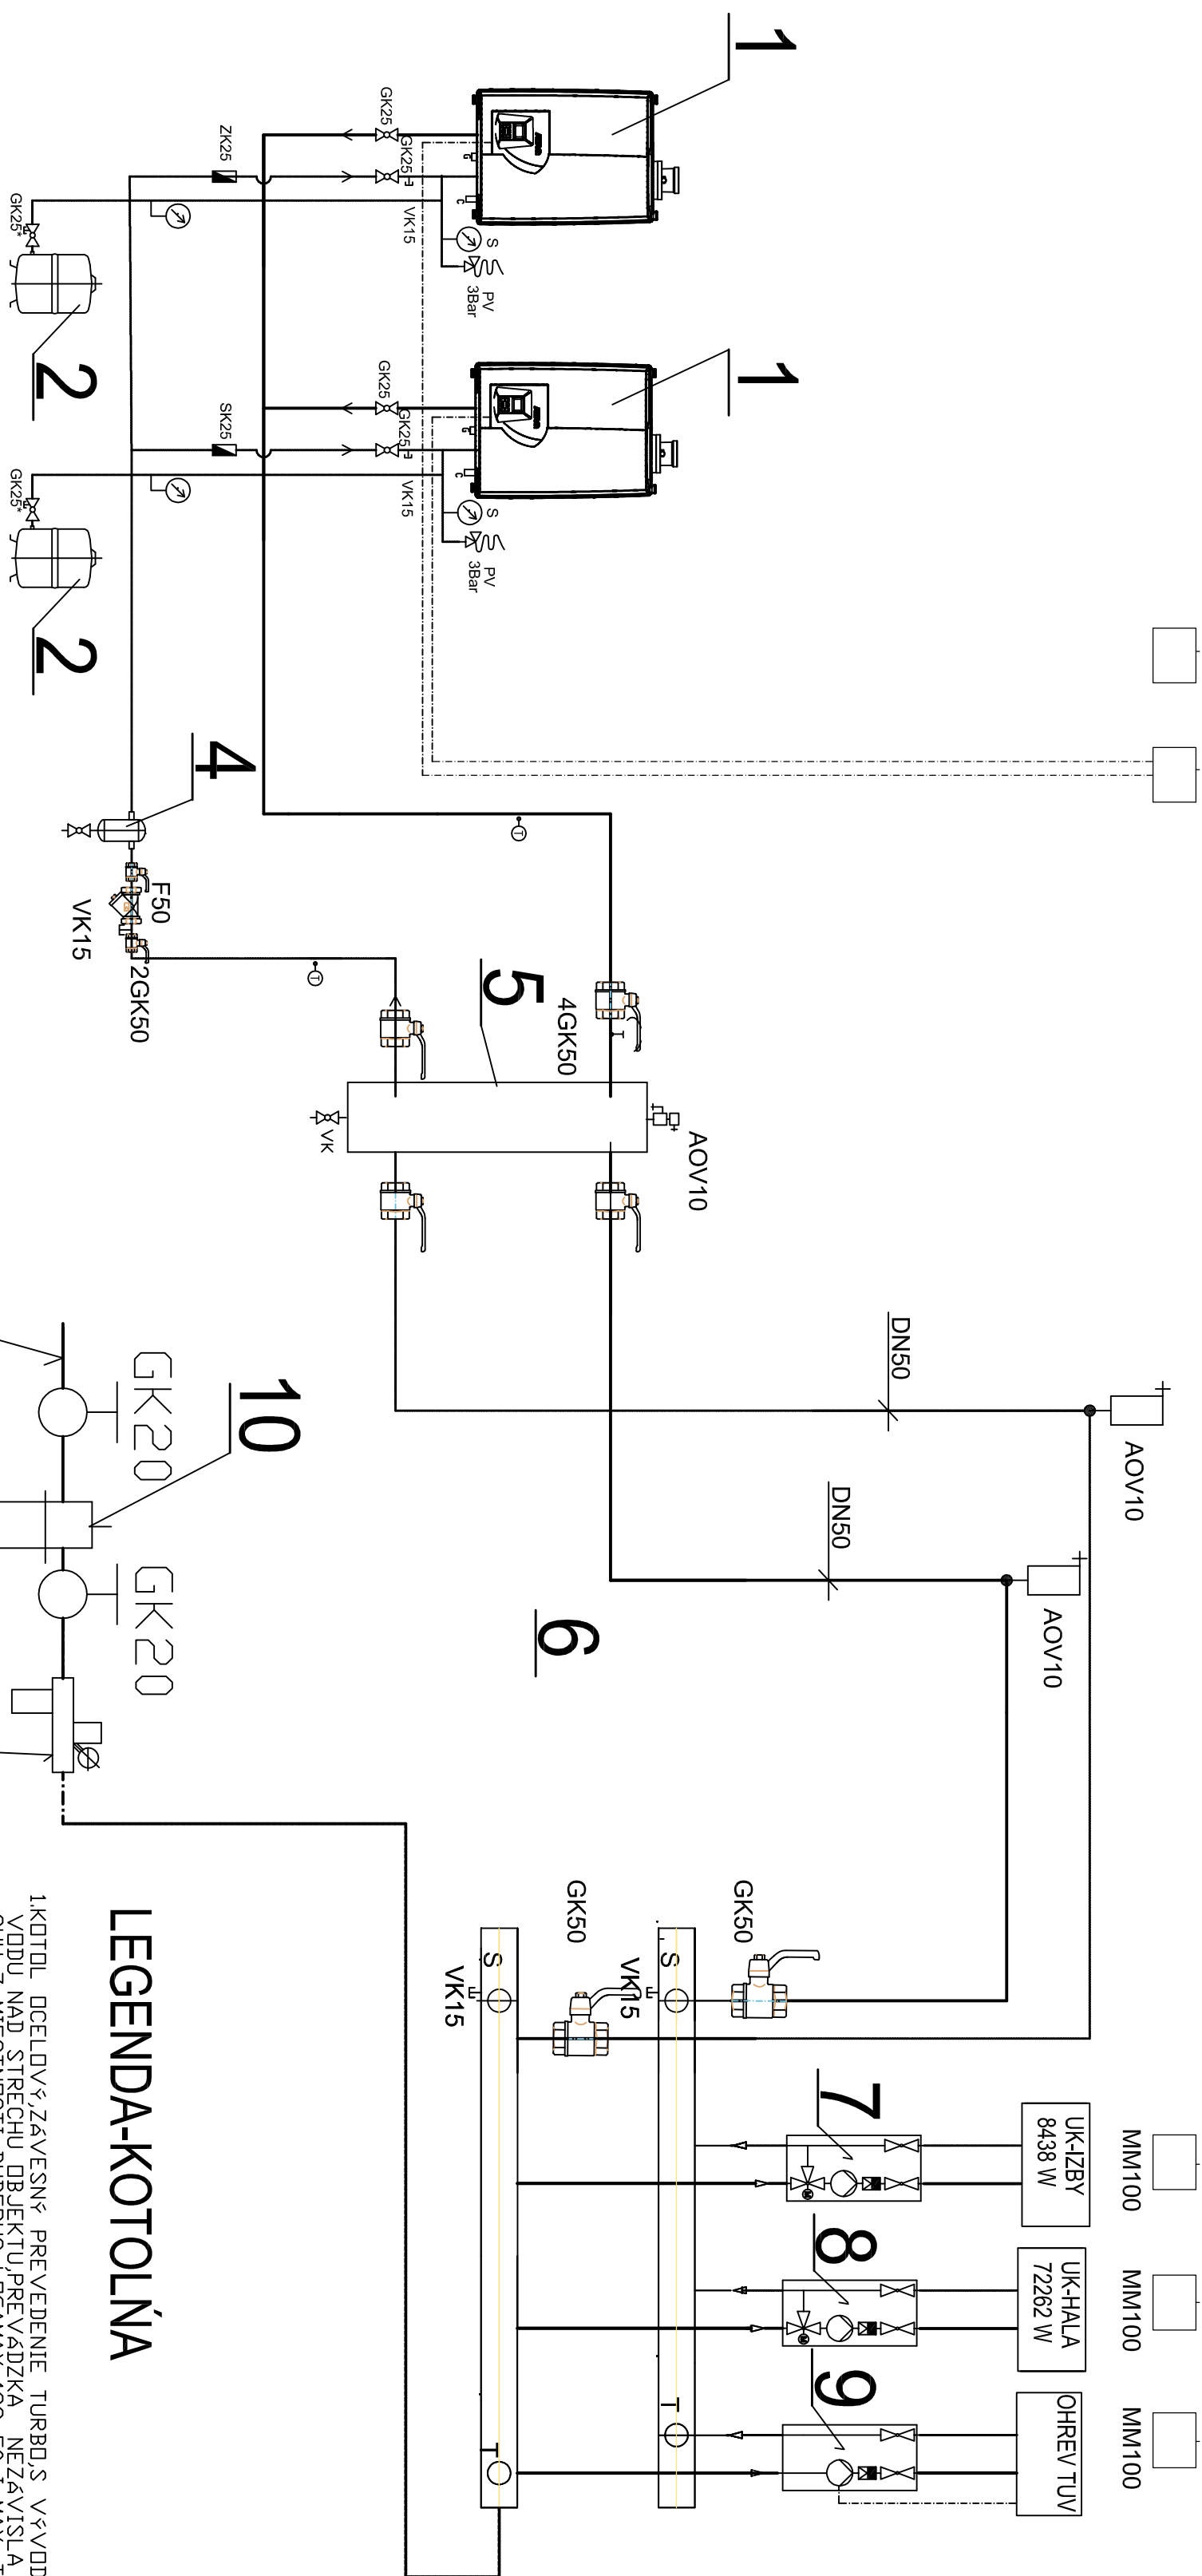 1
1
GK25
GK25
ZK25
VK15
S
PV
3Bar
G
C
GK25*
2
GK25
GK25
SK25
VK15
S
PV
3Bar
G
C
GK25*
2
4
T
F50
VK15
2GK50
T
5
4GK50
VK
AOV10
DN50
AOV10
DN50
AOV10
6
10
GK20
GK20
GK50
GK50
S
VK15
S
VK15
T
T
7
UK-IZBY
8438 W
MM100
M
8
UK-HALA
72262 W
MM100
M
9
OHREV TUV
MM100
LEGENDA-KOTOLŃA
1.KOTOL OCELOVÝ,ZÁVESNÝ PREVEDENIE TURBO,S VÝVOD
VODU NAD STRECHU OBJEKTU,PREVÁDZKA NEZÁVISLA